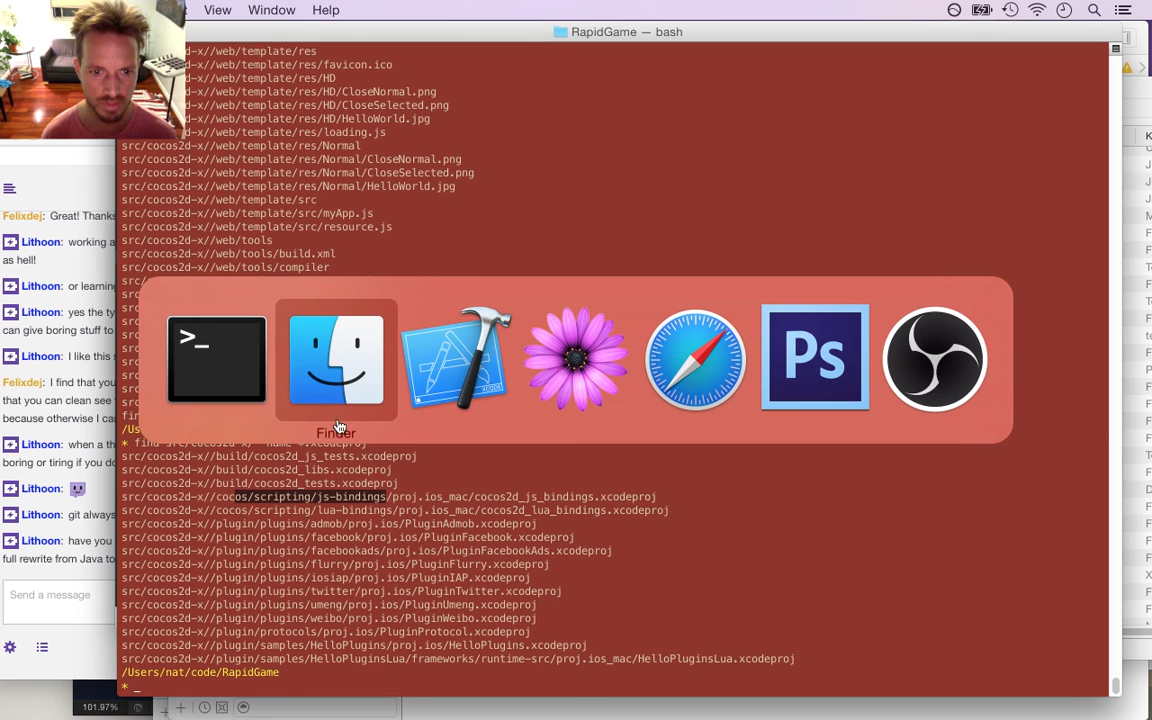 View Window Help
RapidGame — bash
2d-x//web/template/res
2d-x//web/template/res/favicon.ico
2d-x//web/template/res/HD
2d-x//web/template/res/HD/CloseNormal.png
2d-x//web/template/res/HD/CloseSelected.png
2d-x//web/template/res/HD/HelloWorld.jpg
2d-x//web/template/res/loading.js
src/cocos2d-x//web/template/res/Normal
src/cocos2d-x//web/template/res/Normal/CloseNormal.png
src/cocos2d-x//web/template/res/Normal/CloseSelected.png
src/cocos2d-x//web/template/res/Normal/HelloWorld.jpg
src/cocos2d-x//web/template/src
src/cocos2d-x//web/template/src/myApp.js
src/cocos2d-x//web/template/src/resource.js
src/cocos2d-x//web/tools
src/cocos2d-x//web/tools/build.xml
src/cocos2d-x//web/tools/compiler
>_
Ps
Finder
src/cocos2d-x//build/cocos2d_js_tests.xcodeproj
src/cocos2d-x//build/cocos2d_libs.xcodeproj
src/cocos2d-x//build/cocos2d_tests.xcodeproj
src/cocos2d-x//cocos/scripting/js-bindings/proj.ios_mac/cocos2d_js_bindings.xcodeproj
src/cocos2d-x//cocos/scripting/lua-bindings/proj.ios_mac/cocos2d_lua_bindings.xcodeproj
src/cocos2d-x//plugin/plugins/admob/proj.ios/PluginAdmob.xcodeproj
src/cocos2d-x//plugin/plugins/facebook/proj.ios/PluginFacebook.xcodeproj
src/cocos2d-x//plugin/plugins/facebookads/proj.ios/PluginFacebookAds.xcodeproj
src/cocos2d-x//plugin/plugins/flurry/proj.ios/PluginFlurry.xcodeproj
src/cocos2d-x//plugin/plugins/iosiap/proj.ios/PluginIAP.xcodeproj
src/cocos2d-x//plugin/plugins/twitter/proj.ios/PluginTwitter.xcodeproj
src/cocos2d-x//plugin/plugins/umeng/proj.ios/PluginUmeng.xcodeproj
src/cocos2d-x//plugin/plugins/weibo/proj.ios/PluginWeibo.xcodeproj
src/cocos2d-x//plugin/protocols/proj.ios/PluginProtocol.xcodeproj
src/cocos2d-x//plugin/samples/HelloPlugins/proj.ios/HelloPlugins.xcodeproj
src/cocos2d-x//plugin/samples/HelloPluginsLua/frameworks/runtime-src/proj.ios_mac/HelloPluginsLua.xcodeproj
/Users/nat/code/RapidGame
* _
Felixdej: Great! Thanks
Lithoon: working a
as hell!
Lithoon: or learning
Lithoon: yes the ty
can give boring stuff to
Lithoon: I like this s
Felixdej: I find that you
that you can clean see
because otherwise I ca
Lithoon: when a th
boring or tiring if you do
Lithoon:
Lithoon: git always
Lithoon: have you
full rewrite from Java to
Send a message
101.97%